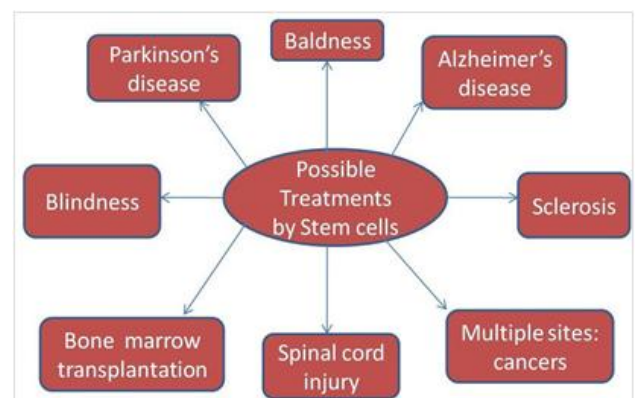 Baldness
Parkinson's
disease
Alzheimer's
disease
Possible
Treatments
by Stem cells
Blindness
Sclerosis
Bone marrow
transplantation
Spinal cord
injury
Multiple sites:
cancers